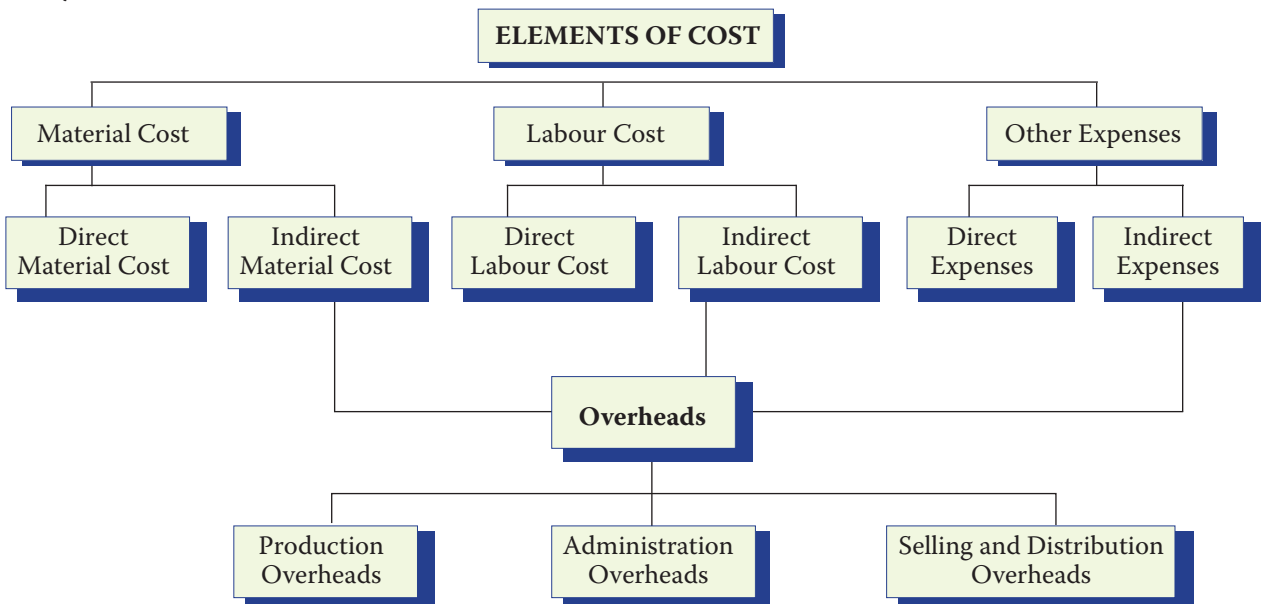 ELEMENTS OF COST
Material Cost
Labour Cost
Other Expenses
Direct
Material Cost
Indirect
Material Cost
Direct
Labour Cost
Indirect
Labour Cost
Direct
Expenses
Indirect
Expenses
Overheads
Production
Overheads
Administration
Overheads
Selling and Distribution
Overheads